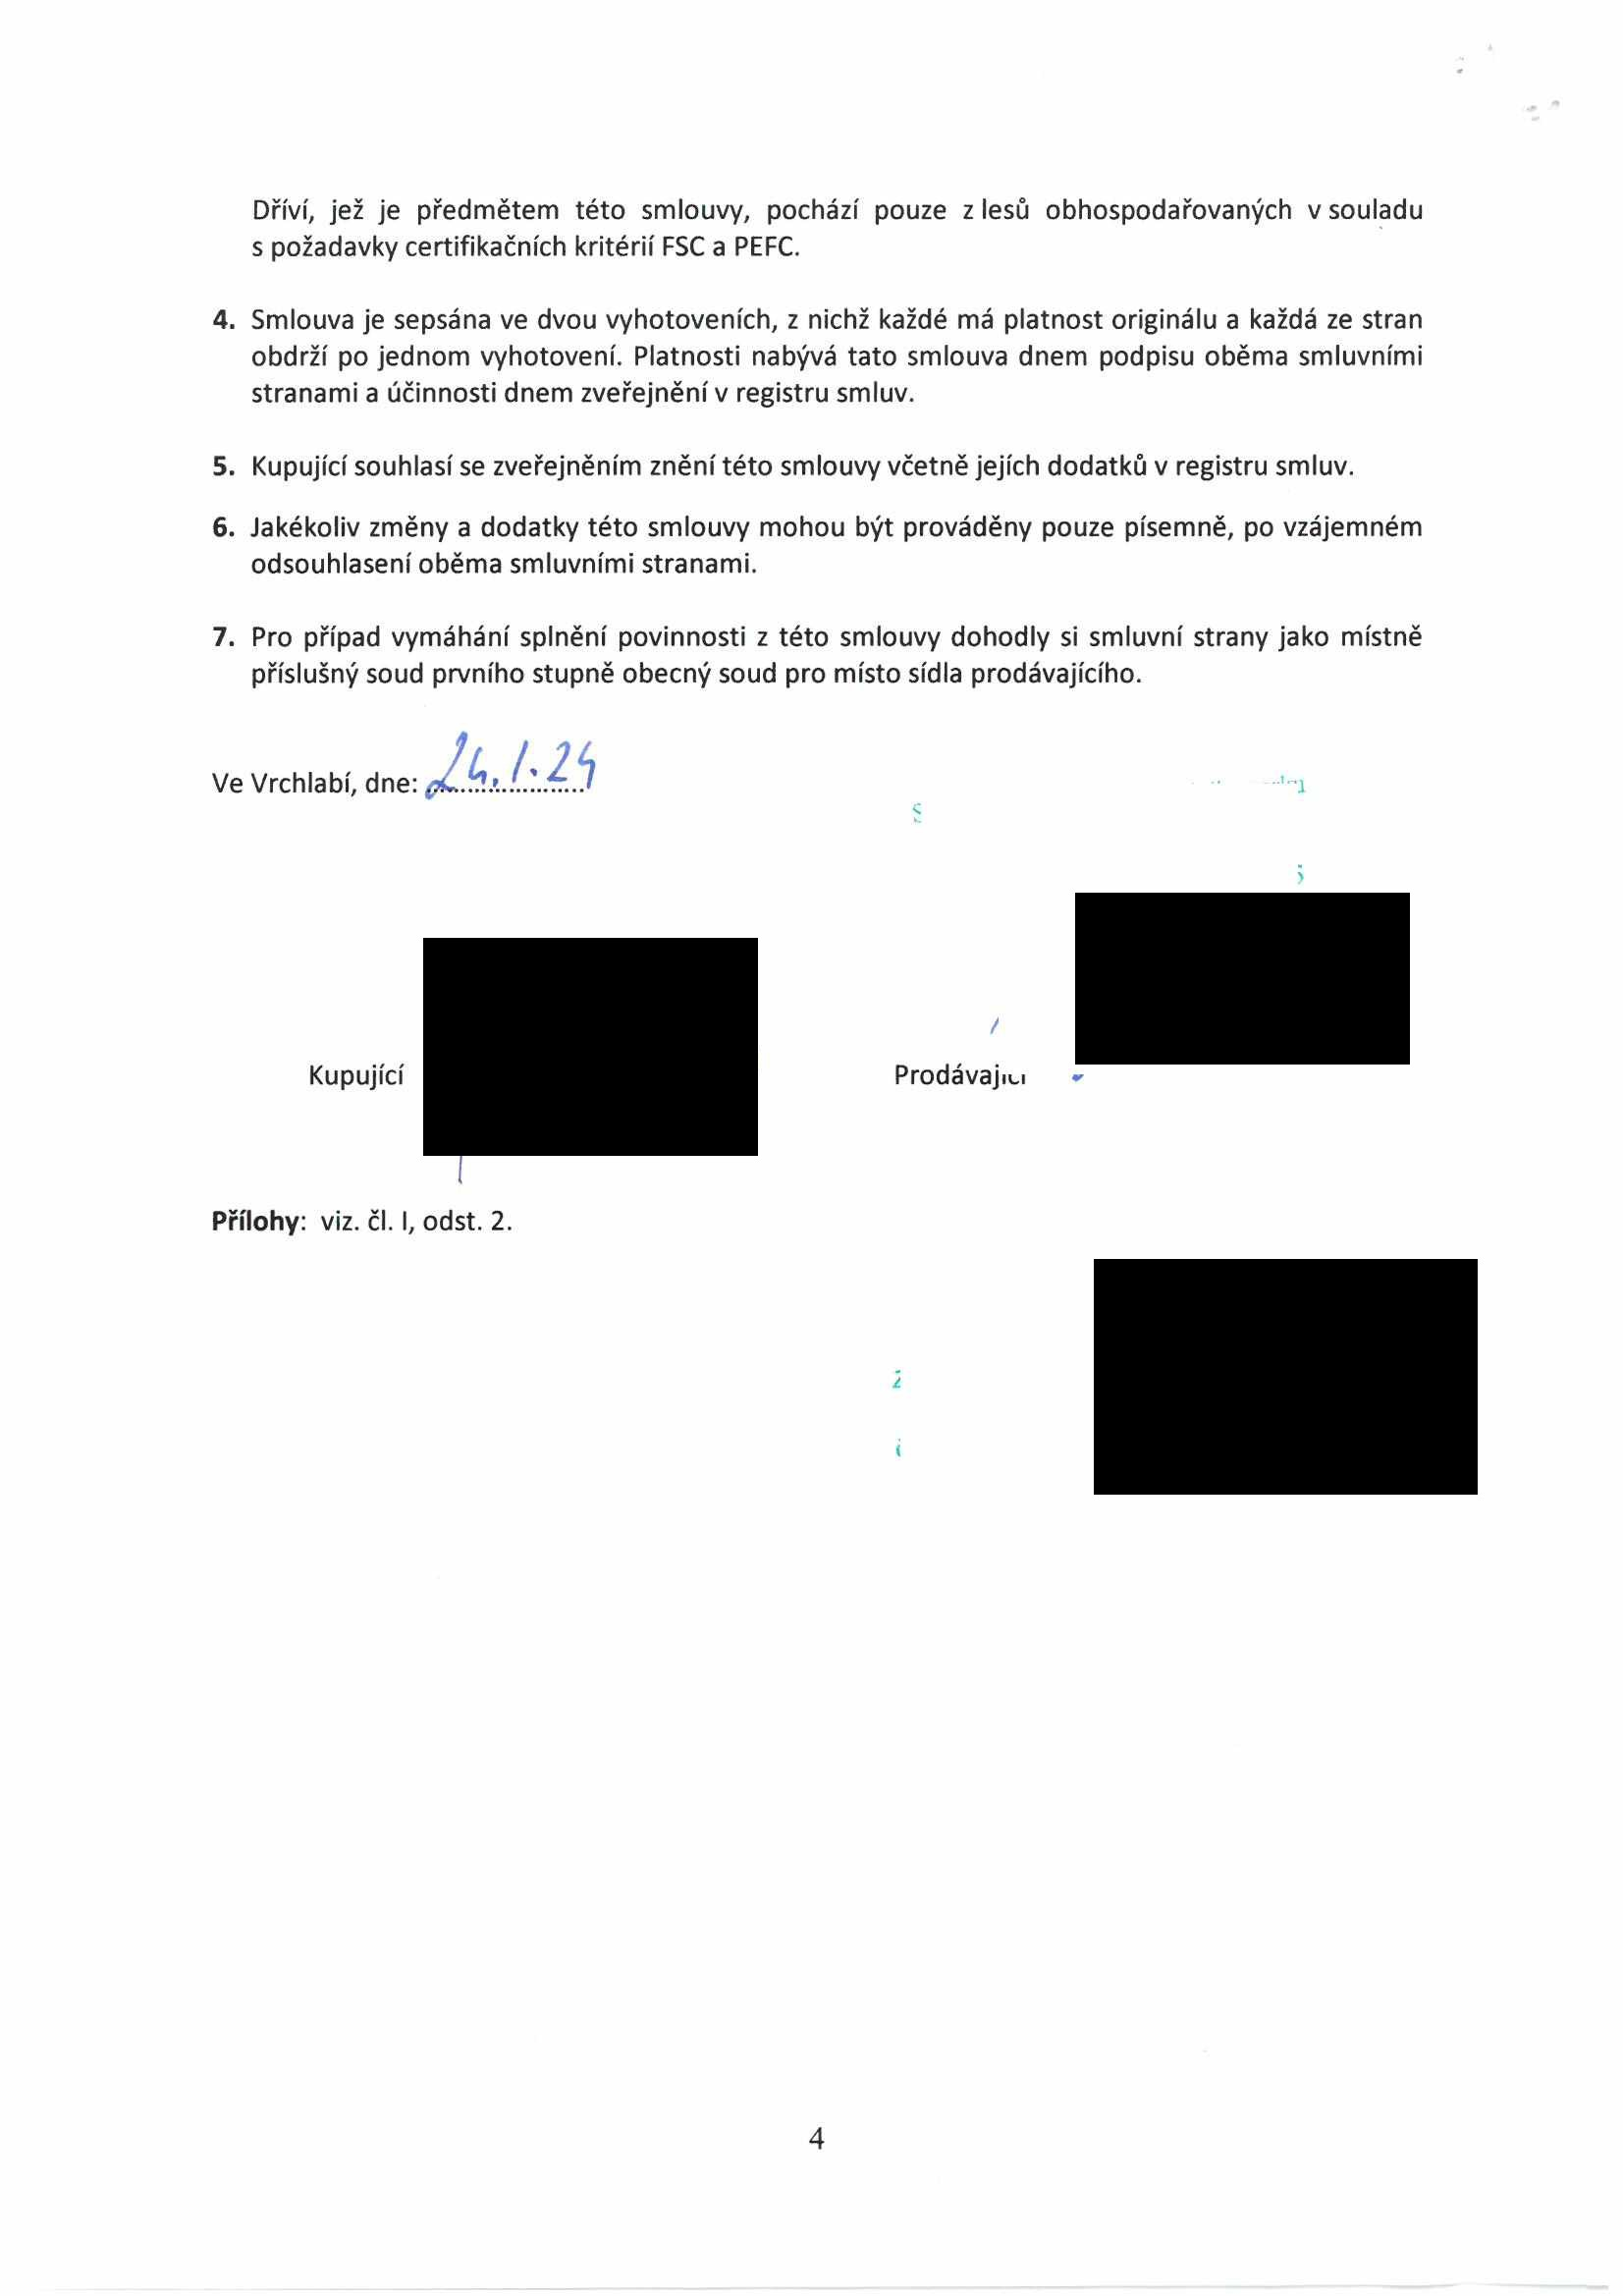 Dříví, jež je předmětem této smlouvy, pochází pouze z lesů obhospodařovaných v souladu
s požadavky certifikačních kritérií FSC a PEFC.
4. Smlouva je sepsána ve dvou vyhotoveních, z nichž každé má platnost originálu a každá ze stran
obdrží po jednom vyhotovení. Platnosti nabývá tato smlouva dnem podpisu oběma smluvními
stranami a účinnosti dnem zveřejnění v registru smluv.
5. Kupující souhlasí se zveřejněním znění této smlouvy včetně jejích dodatků v registru smluv.
6. Jakékoliv změny a dodatky této smlouvy mohou být prováděny pouze písemně, po vzájemném
odsouhlasení oběma smluvními stranami.
7. Pro případ vymáhání splnění povinnosti z této smlouvy dohodly si smluvní strany jako místně
příslušný soud prvního stupně obecný soud pro místo sídla prodávajícího.
Ve Vrchlabí, dne: 24.1.24
Kupující Prodávající
Přílohy: viz. čl. I, odst. 2.
4